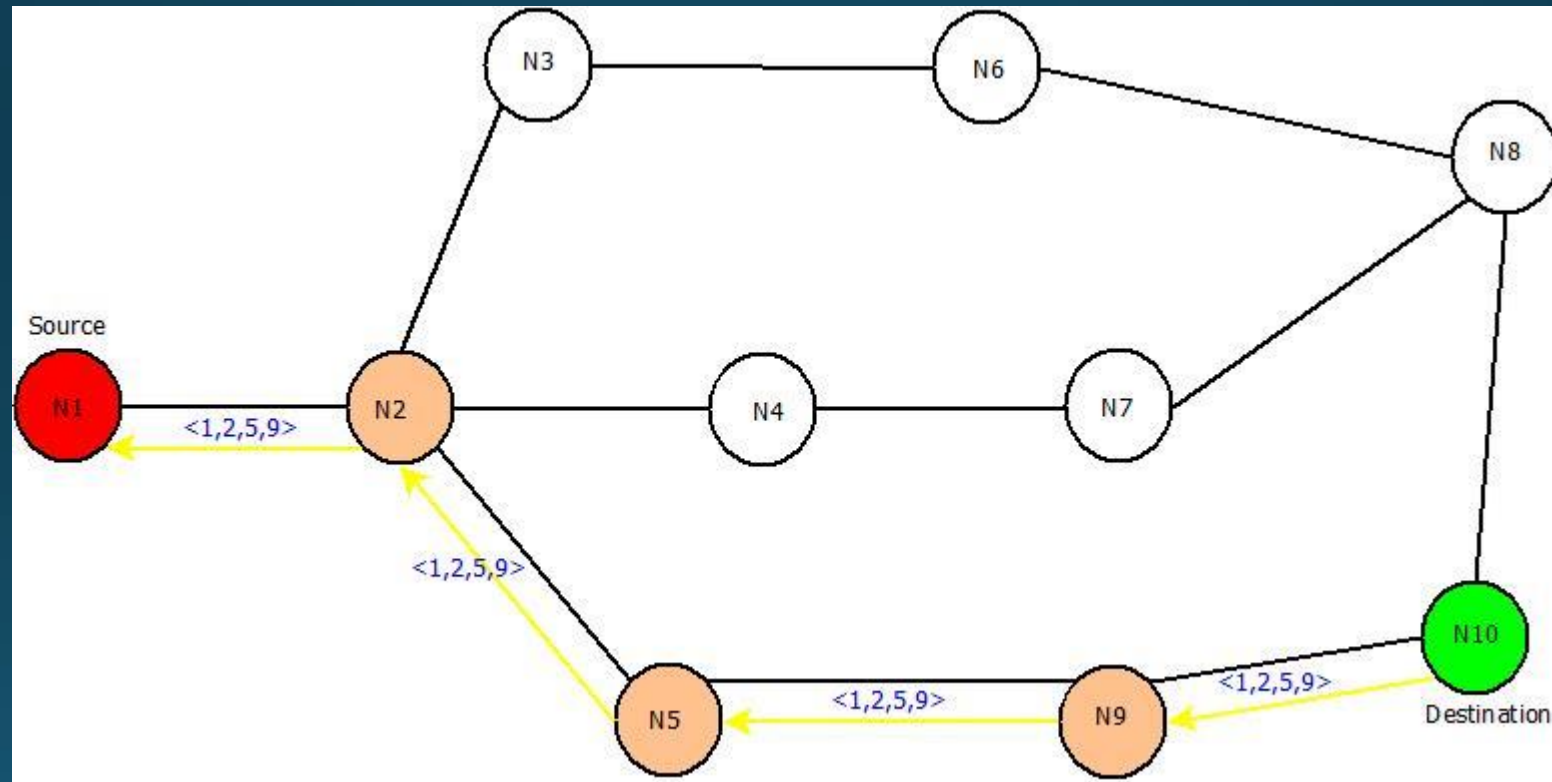 N3
N6
N8
Source
N1
<1,2,5,9>
N2
N4
N7
<1,2,5,9>
N5
<1,2,5,9>
N9
<1,2,5,9>
N10
Destination